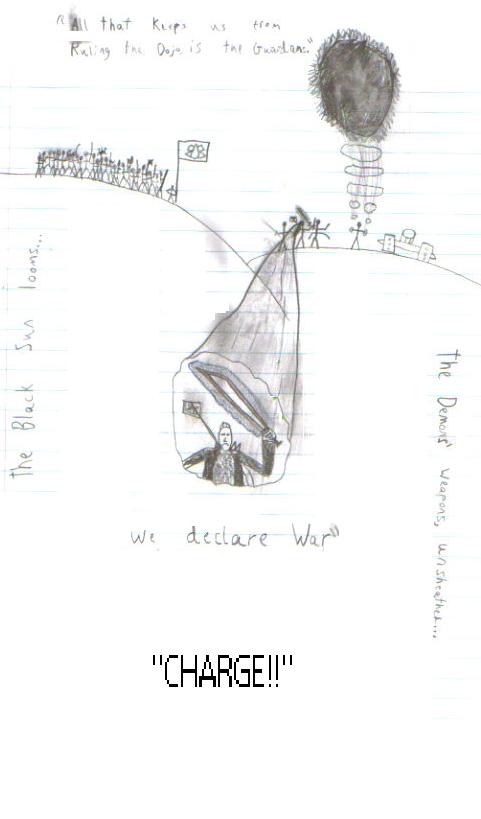 "All that Keeps us from
Ruling the Dojo is the Guardians"
the Black Sun looms...
the Demons' weapons, unsheathed...
we declare War"
"CHARGE!!"